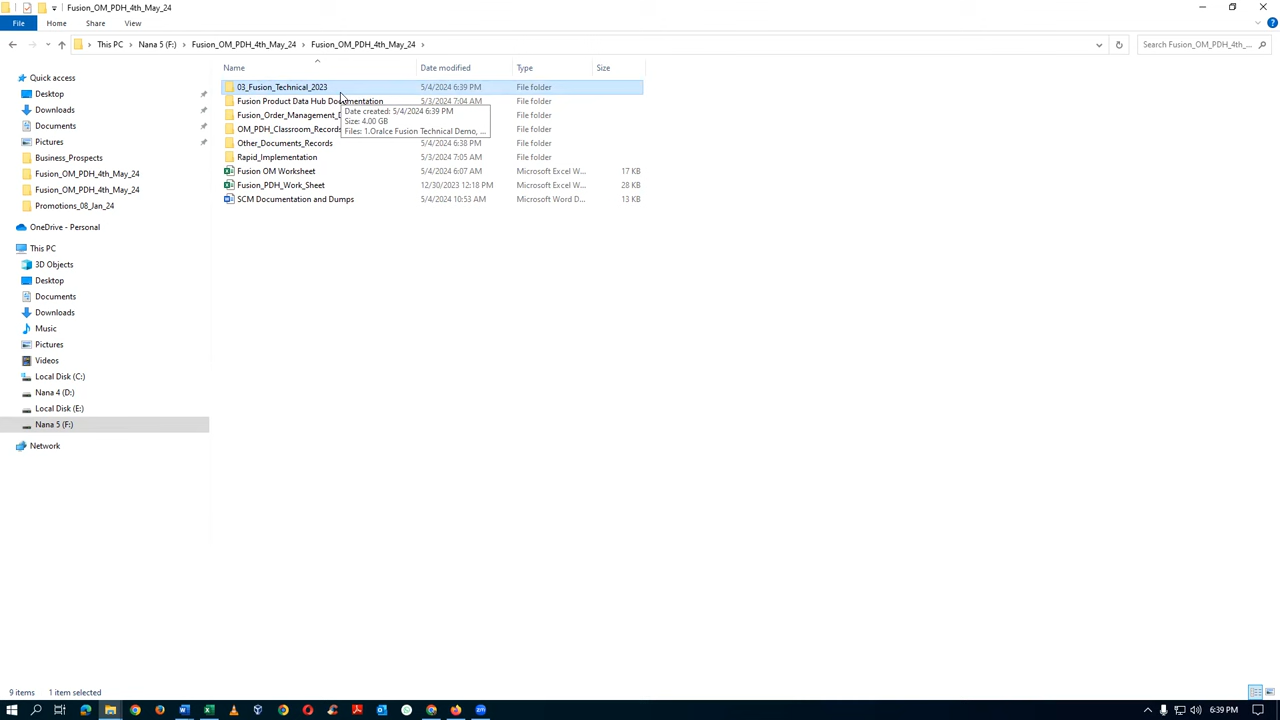 Fusion_OM_PDH_4th_May_24
File Home Share View
This PC Nana 5 (F:) Fusion_OM_PDH_4th_May_24 Fusion_OM_PDH_4th_May_24 Search Fusion_OM_PDH_4th_...
Name Date modified Type Size
03_Fusion_Technical_2023 5/4/2024 6:39 PM File folder
Fusion Product Data Hub Documentation 5/3/2024 7:04 AM File folder
Fusion_Order_Management_D File folder
OM_PDH_Classroom_Records File folder
Other_Documents_Records 5/4/2024 6:38 PM File folder
Rapid_Implementation 5/3/2024 7:05 AM File folder
Fusion OM Worksheet 5/4/2024 6:07 AM Microsoft Excel W... 17 KB
Fusion_PDH_Work_Sheet 12/30/2023 12:18 PM Microsoft Excel W... 28 KB
SCM Documentation and Dumps 5/4/2024 10:53 AM Microsoft Word D... 13 KB
Date created: 5/4/2024 6:39 PM
Size: 4.00 GB
Files: 1.Oralce Fusion Technical Demo, ...
Quick access
Desktop
Downloads
Documents
Pictures
Business_Prospects
Fusion_OM_PDH_4th_May_24
Fusion_OM_PDH_4th_May_24
Promotions_08_Jan_24
OneDrive - Personal
This PC
3D Objects
Desktop
Documents
Downloads
Music
Pictures
Videos
Local Disk (C:)
Nana 4 (D:)
Local Disk (E:)
Nana 5 (F:)
Network
9 items 1 item selected
6:39 PM